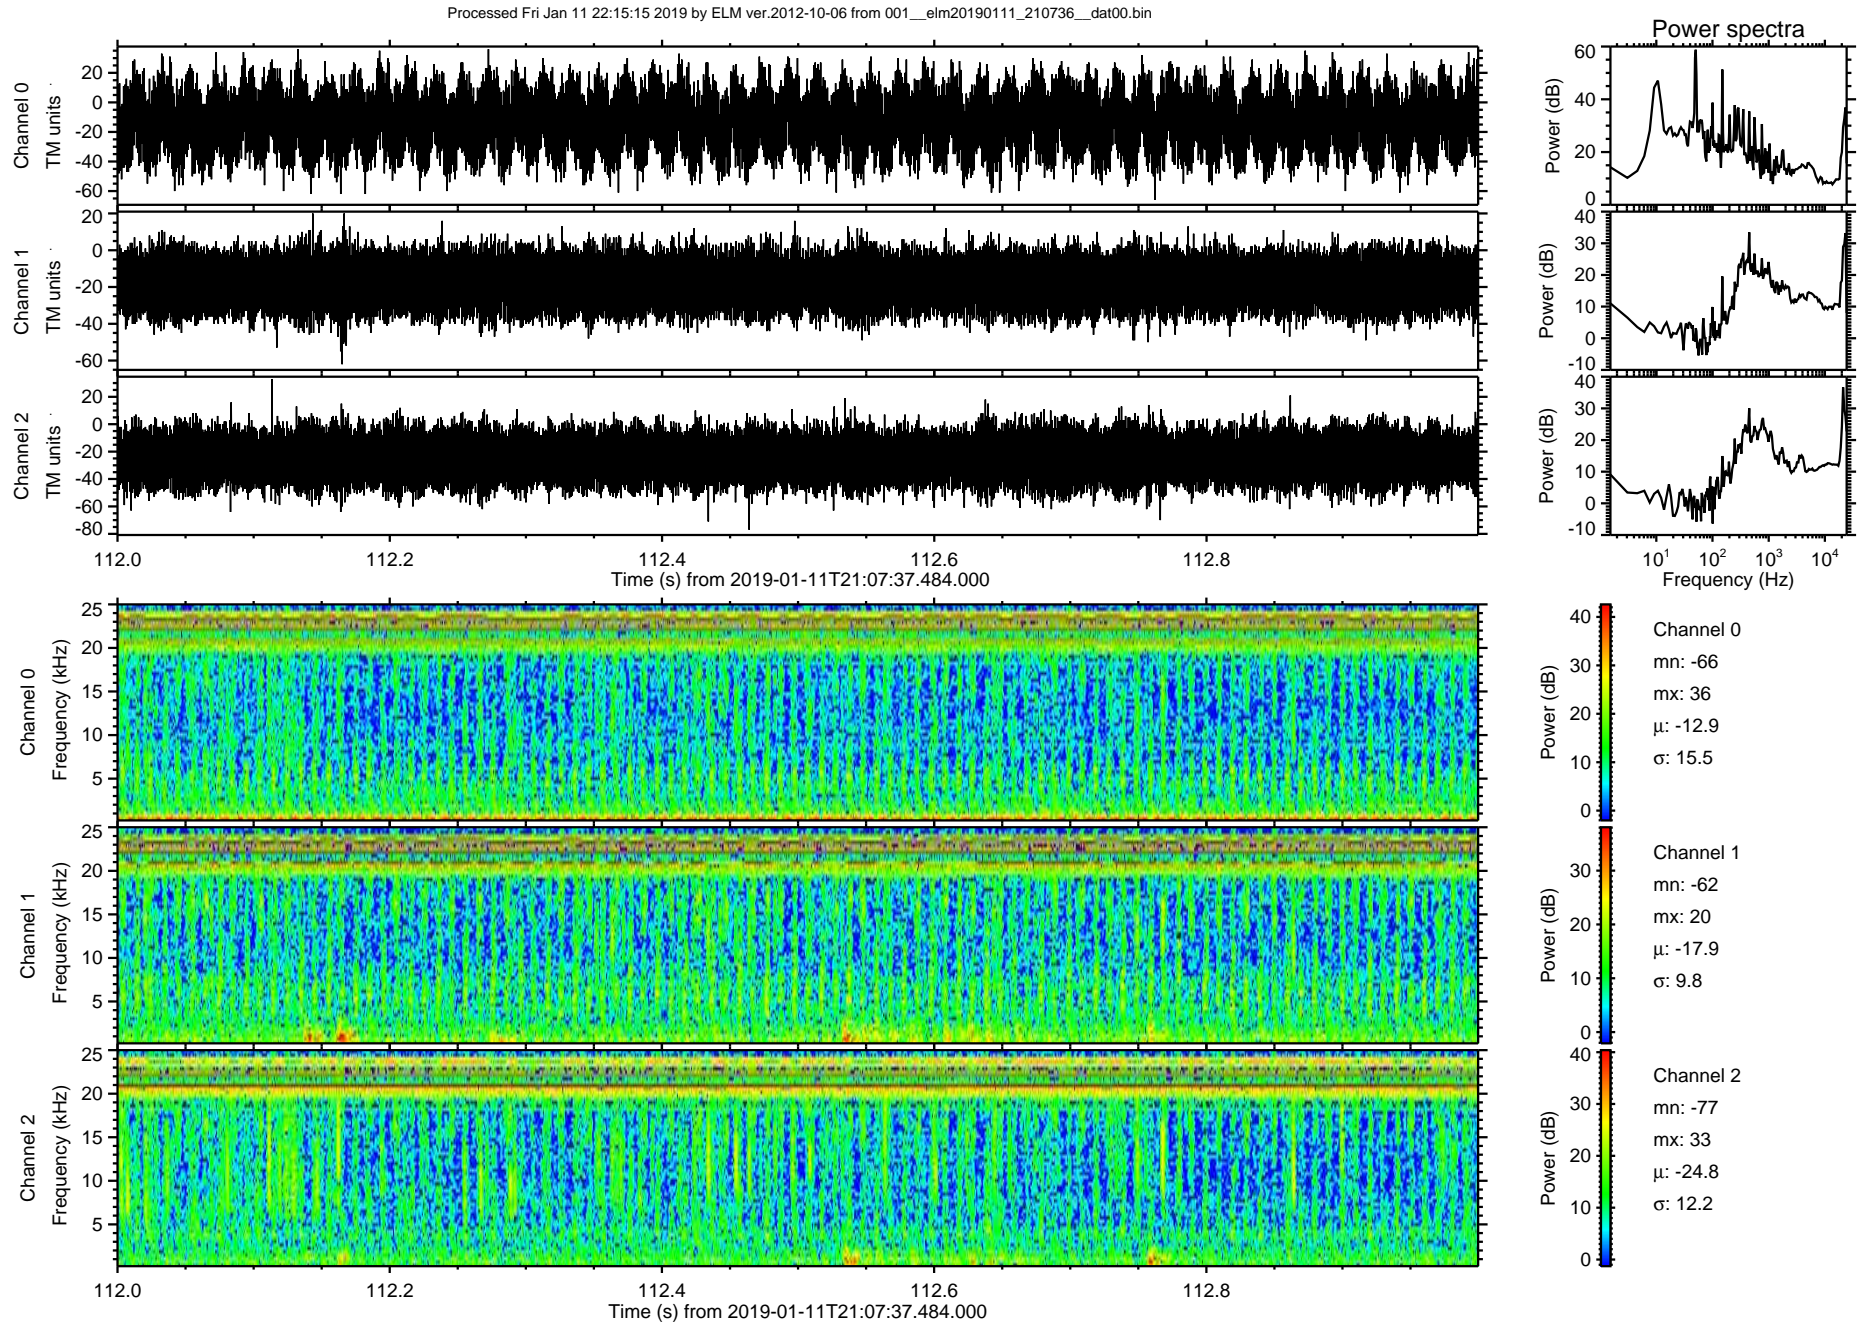 Processed Fri Jan 11 22:15:15 2019 by ELM ver.2012-10-06 from 001__elm20190111_210736__dat00.bin
Power spectra
Channel 0
TM units
20
0
-20
-40
-60
Power (dB)
60
40
20
0
Channel 1
TM units
20
0
-20
-40
-60
Power (dB)
40
30
20
10
0
-10
Channel 2
TM units
20
0
-20
-40
-60
-80
Power (dB)
40
30
20
10
0
-10
112.0 112.2 112.4 112.6 112.8
Time (s) from 2019-01-11T21:07:37.484.000
10¹ 10² 10³ 10⁴
Frequency (Hz)
Channel 0
Frequency (kHz)
25
20
15
10
5
Power (dB)
40
30
20
10
0
Channel 0
mn: -66
mx: 36
μ: -12.9
σ: 15.5
Channel 1
Frequency (kHz)
25
20
15
10
5
Power (dB)
30
20
10
0
Channel 1
mn: -62
mx: 20
μ: -17.9
σ: 9.8
Channel 2
Frequency (kHz)
25
20
15
10
5
Power (dB)
40
30
20
10
0
Channel 2
mn: -77
mx: 33
μ: -24.8
σ: 12.2
112.0 112.2 112.4 112.6 112.8
Time (s) from 2019-01-11T21:07:37.484.000